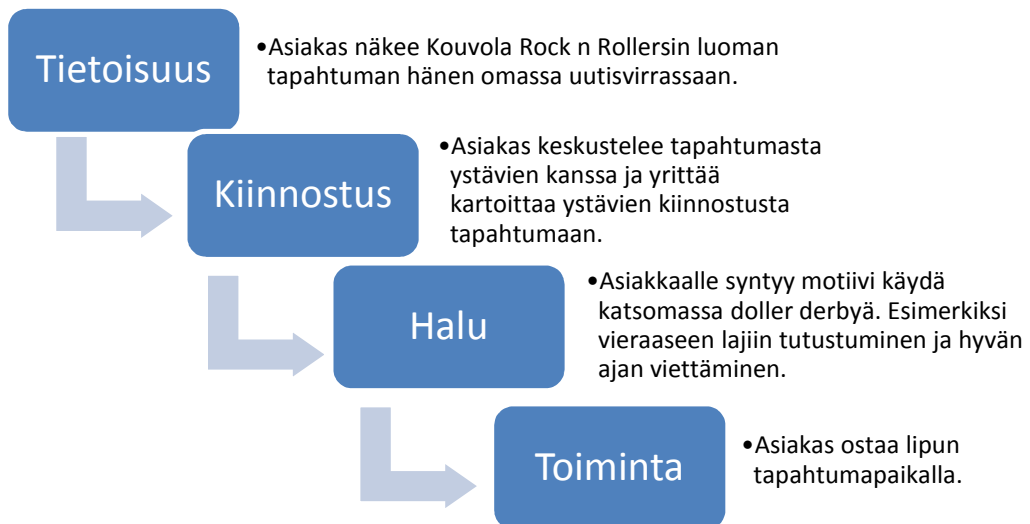 Tietoisuus
•Asiakas näkee Kouvola Rock n Rollersin luoman
tapahtuman hänen omassa uutisvirrassaan.
Kiinnostus
•Asiakas keskustelee tapahtumasta
ystävien kanssa ja yrittää
kartoittaa ystävien kiinnostusta
tapahtumaan.
Halu
•Asiakkaalle syntyy motiivi käydä
katsomassa doller derbyä. Esimerkiksi
vieraaseen lajiin tutustuminen ja hyvän
ajan viettäminen.
Toiminta
•Asiakas ostaa lipun
tapahtumapaikalla.